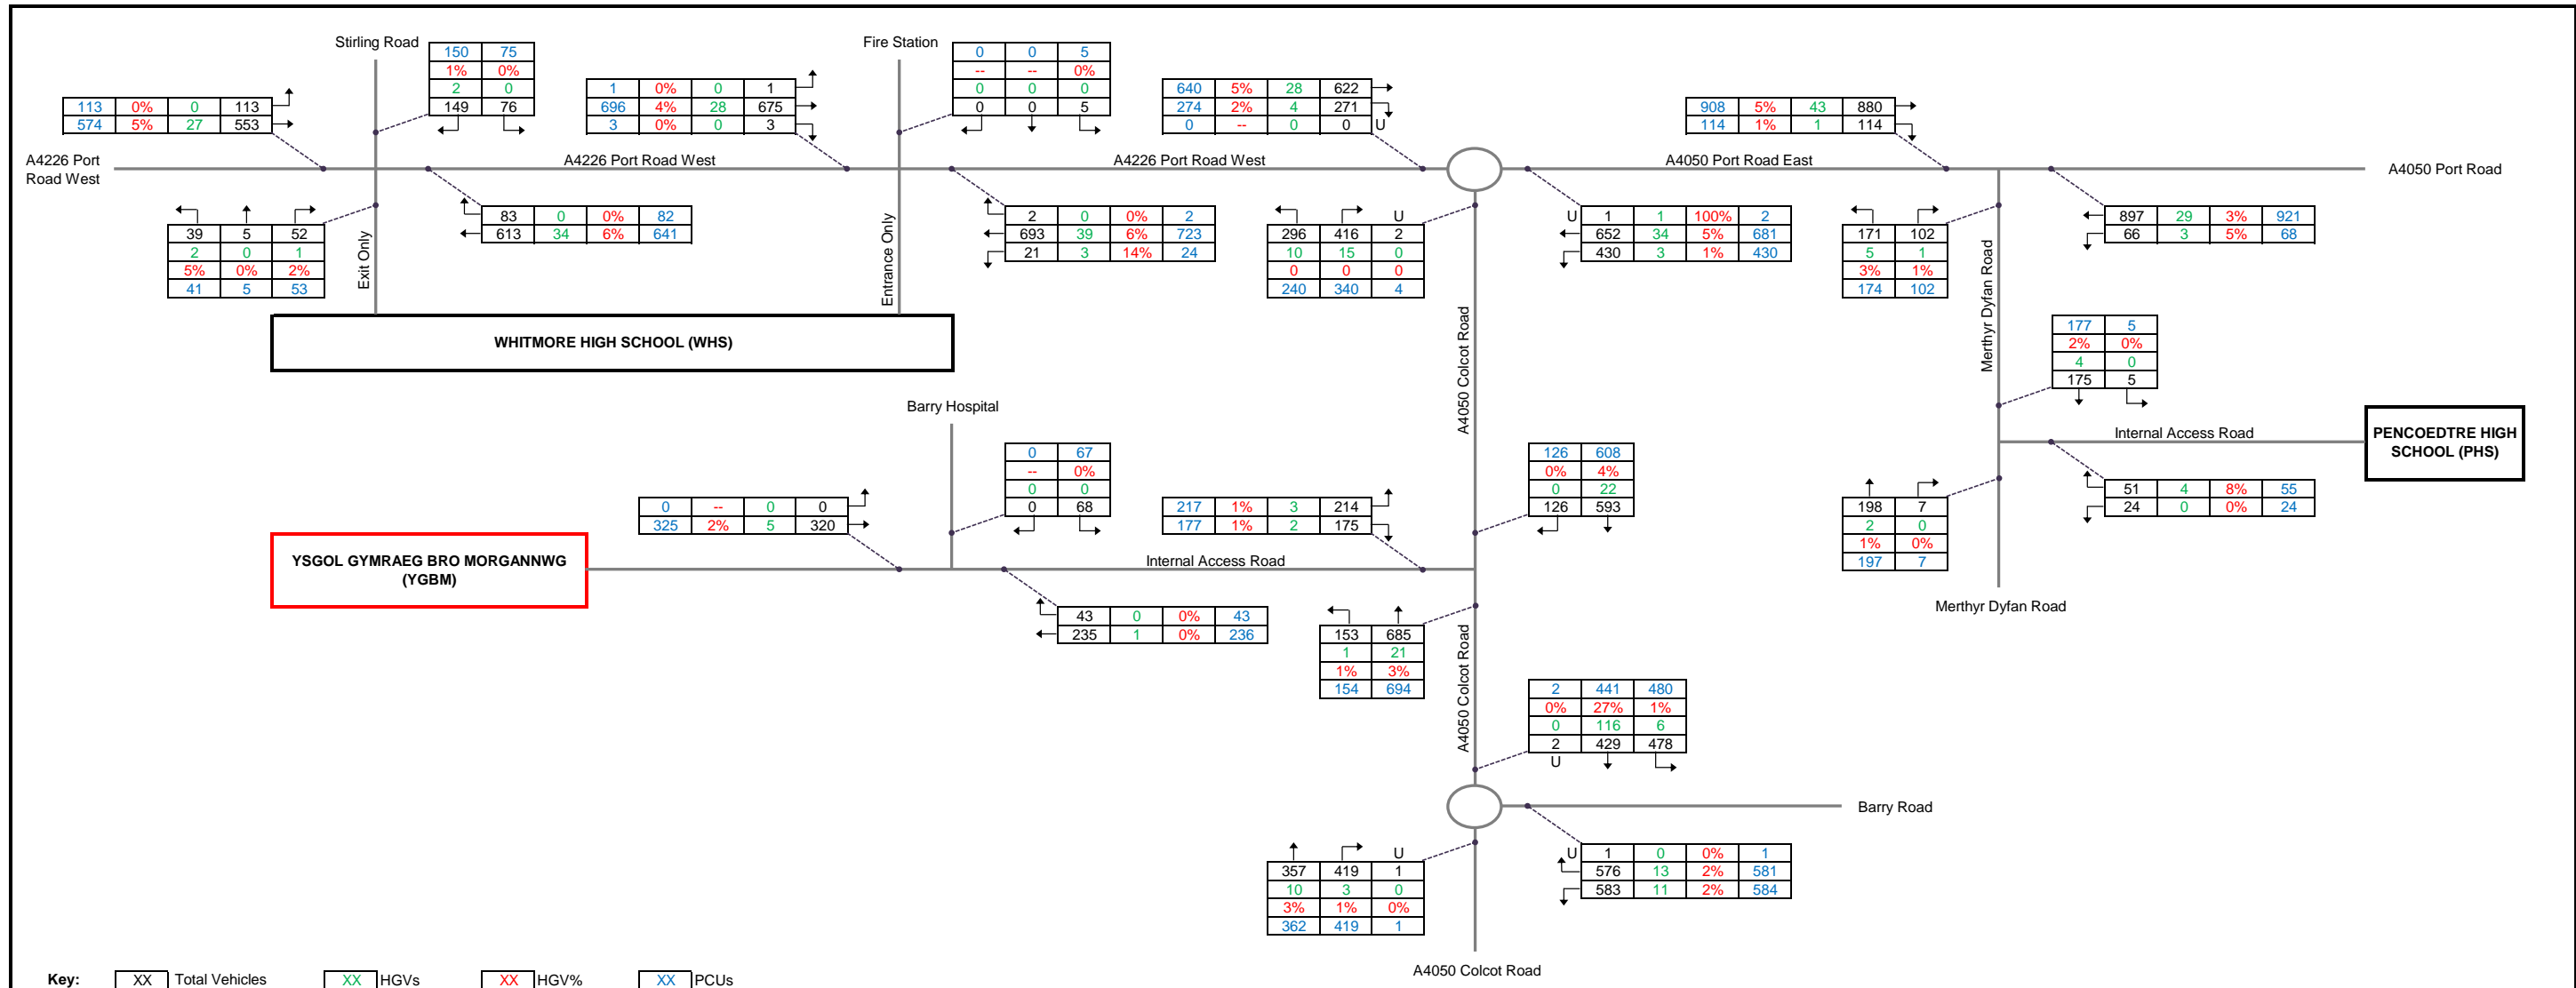 Stirling Road
150 75
1% 0%
2 0
149 76
113 0% 0 113
574 5% 27 553
1 0% 0 1
696 4% 28 675
3 0% 0 3
Fire Station
0 0 5
-- -- 0%
0 0 0
0 0 5
640 5% 28 622
274 2% 4 271
0 -- 0 0 U
908 5% 43 880
114 1% 1 114
A4226 Port
Road West
A4226 Port Road West
A4226 Port Road West
A4050 Port Road East
A4050 Port Road
39 5 52
2 0 1
5% 0% 2%
41 5 53
Exit Only
83 0 0% 82
613 34 6% 641
Entrance Only
2 0 0% 2
693 39 6% 723
21 3 14% 24
U
296 416 2
10 15 0
0 0 0
240 340 4
U 1 1 100% 2
652 34 5% 681
430 3 1% 430
171 102
5 1
3% 1%
174 102
897 29 3% 921
66 3 5% 68
WHITMORE HIGH SCHOOL (WHS)
A4050 Colcot Road
Merthyr Dyfan Road
177 5
2% 0%
4 0
175 5
Barry Hospital
0 67
-- 0%
0 0
0 68
126 608
0% 4%
0 22
126 593
Internal Access Road
PENCOEDTRE HIGH
SCHOOL (PHS)
51 4 8% 55
24 0 0% 24
198 7
2 0
1% 0%
197 7
Merthyr Dyfan Road
0 -- 0 0
325 2% 5 320
217 1% 3 214
177 1% 2 175
YSGOL GYMRAEG BRO MORGANNWG
(YGBM)
Internal Access Road
43 0 0% 43
235 1 0% 236
153 685
1 21
1% 3%
154 694
A4050 Colcot Road
2 441 480
0% 27% 1%
0 116 6
2 429 478
U
Barry Road
U
357 419 1
10 3 0
3% 1% 0%
362 419 1
U 1 0 0% 1
576 13 2% 581
583 11 2% 584
A4050 Colcot Road
Key: XX Total Vehicles XX HGVs XX HGV% XX PCUs